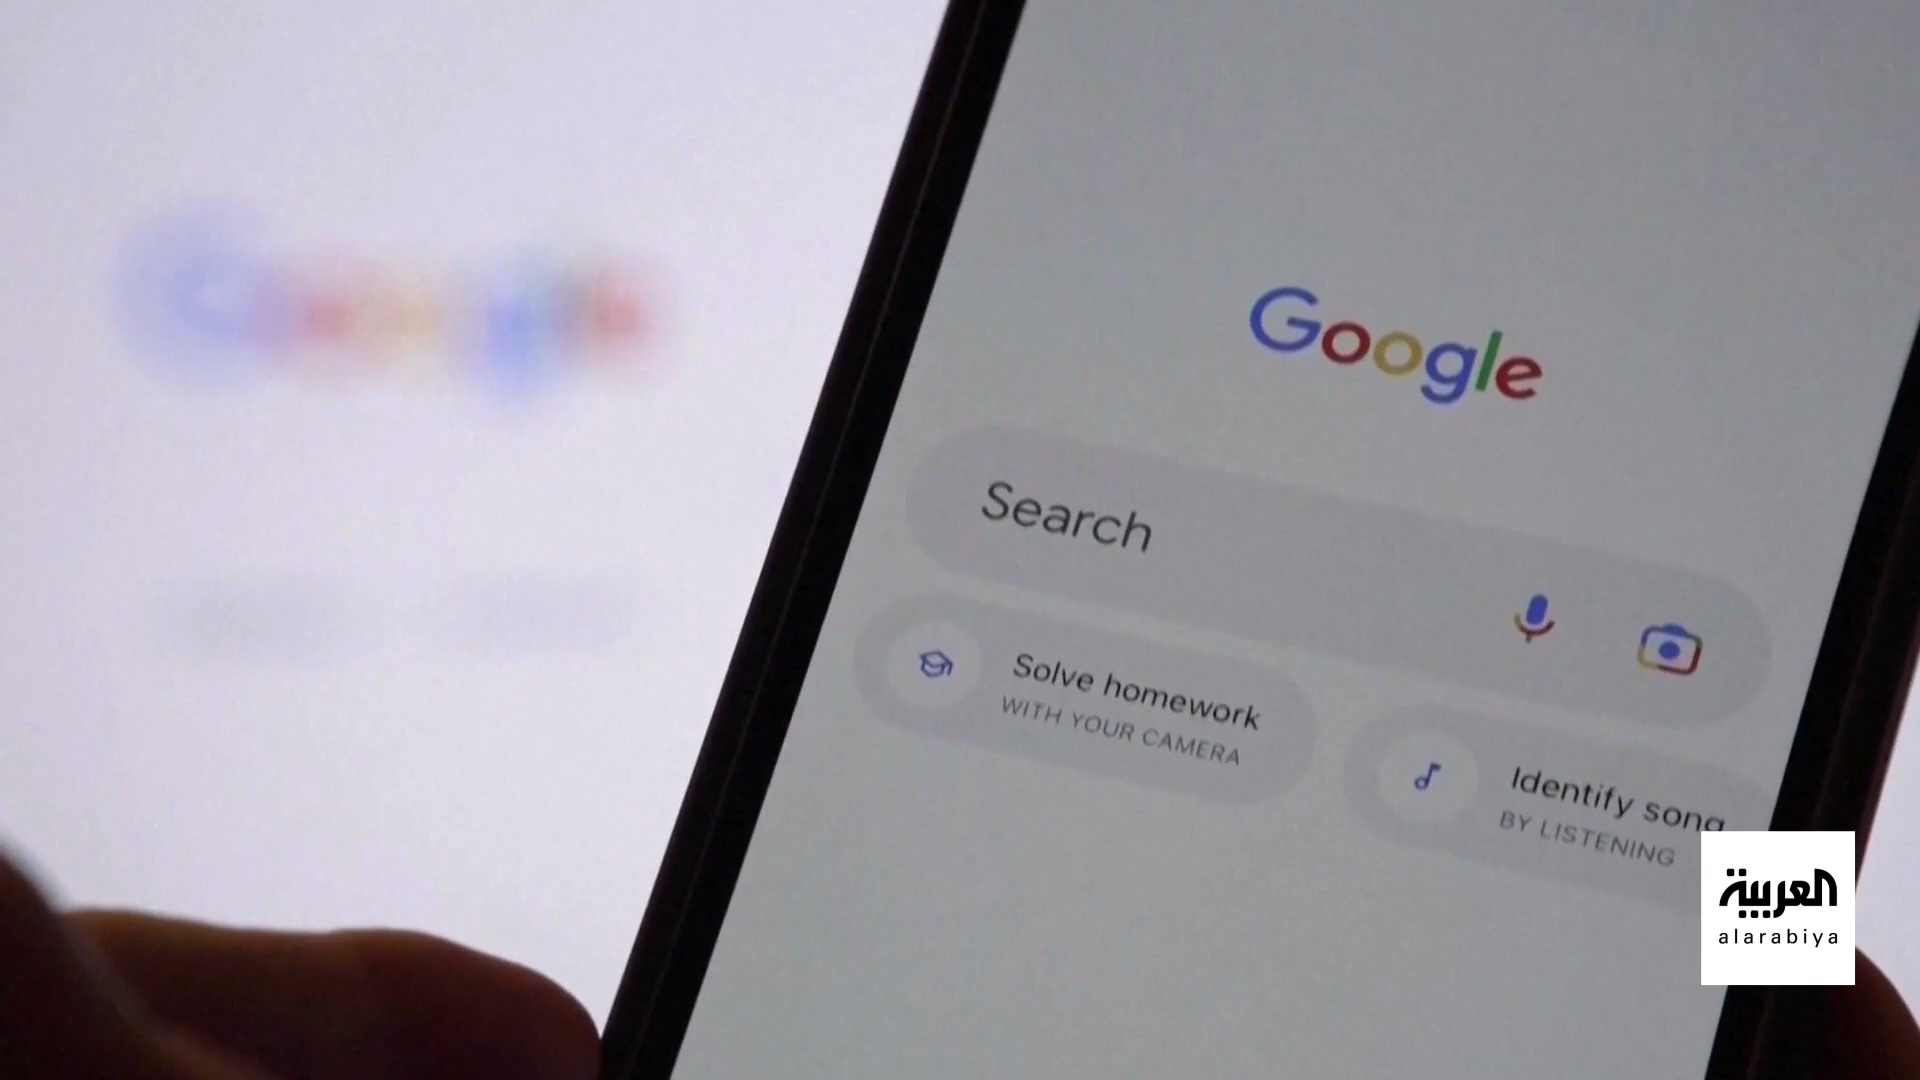 Google
Search
Solve homework
WITH YOUR CAMERA
Identify song
BY LISTENING
العربية
alarabiya